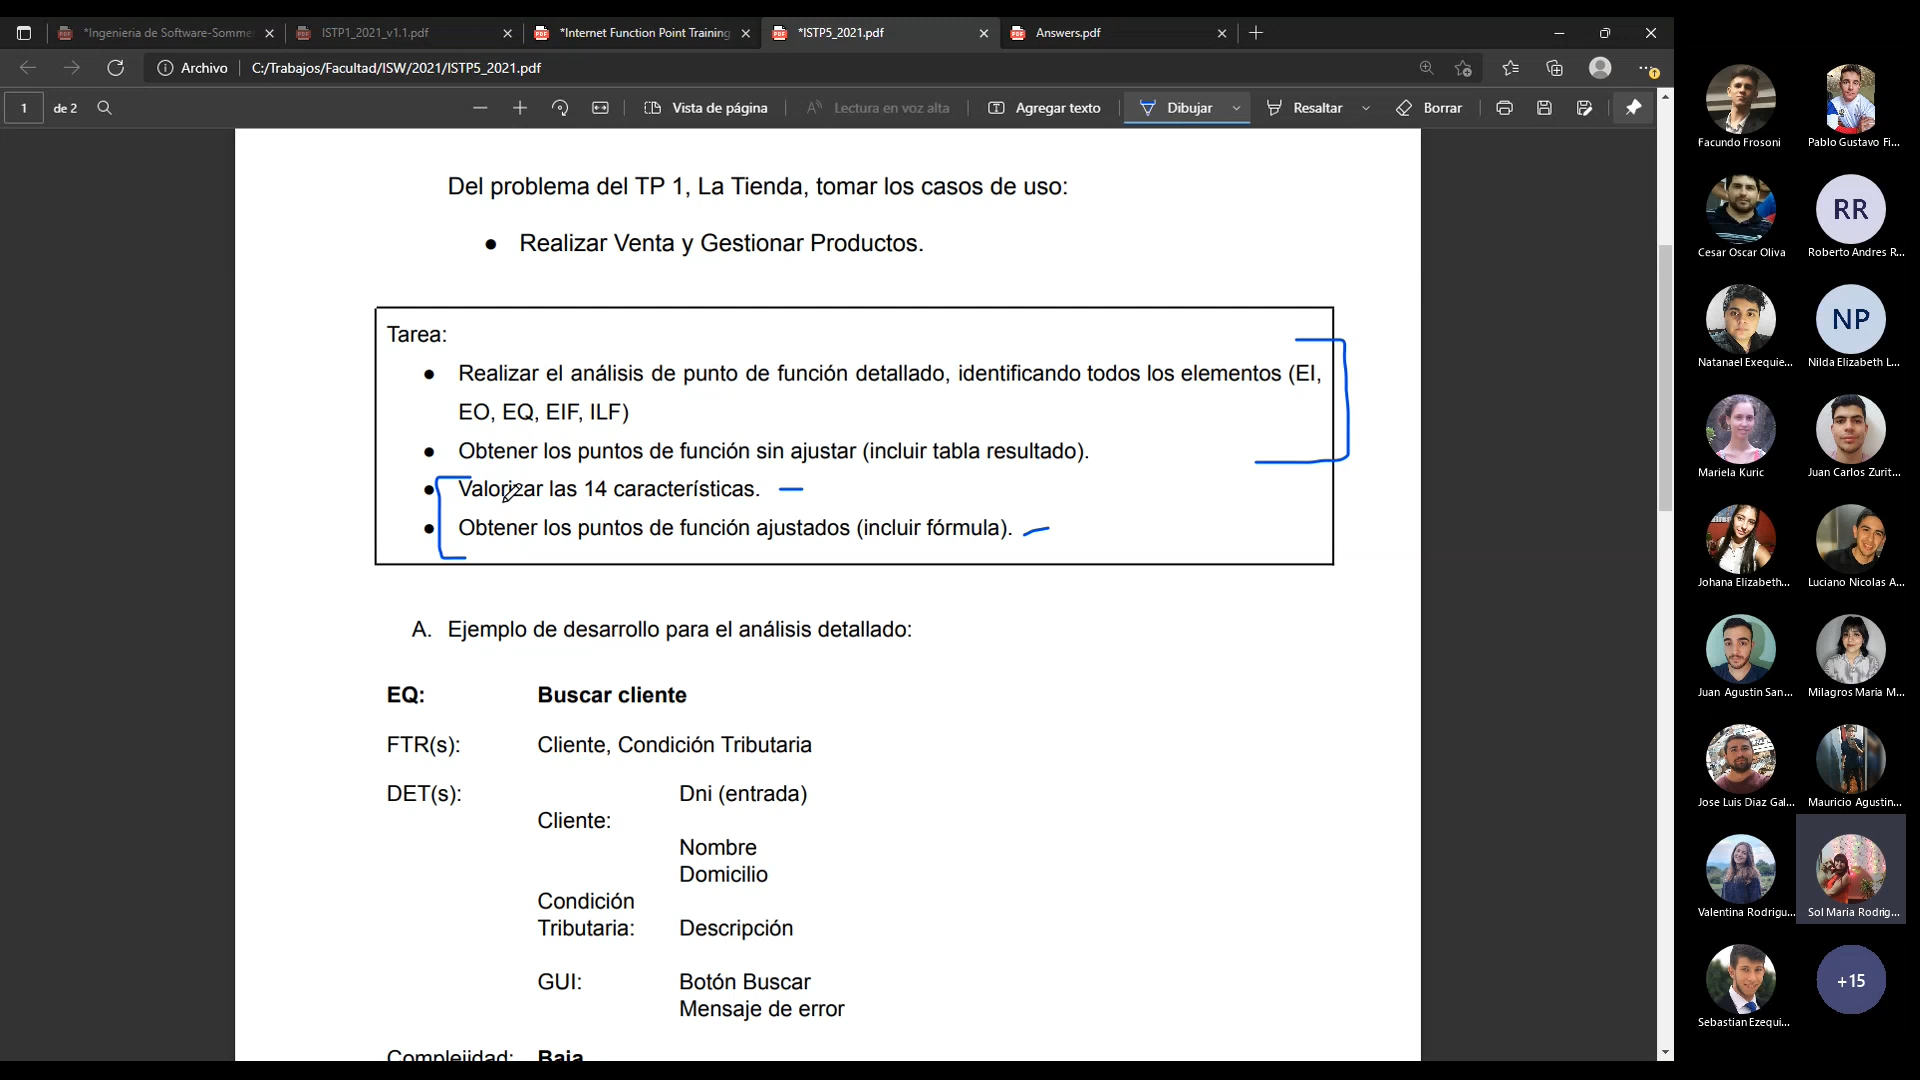 *Ingenieria de Software-Somme
ISTP1_2021_v1.1.pdf
*Internet Function Point Training
*ISTP5_2021.pdf
Answers.pdf
Archivo
C:/Trabajos/Facultad/ISW/2021/ISTP5_2021.pdf
1 de 2
Vista de página
Lectura en voz alta
Agregar texto
Dibujar
Resaltar
Borrar
Del problema del TP 1, La Tienda, tomar los casos de uso:
● Realizar Venta y Gestionar Productos.
Tarea:
● Realizar el análisis de punto de función detallado, identificando todos los elementos (EI,
EO, EQ, EIF, ILF)
● Obtener los puntos de función sin ajustar (incluir tabla resultado).
● Valorizar las 14 características.
● Obtener los puntos de función ajustados (incluir fórmula).
A. Ejemplo de desarrollo para el análisis detallado:
EQ: Buscar cliente
FTR(s): Cliente, Condición Tributaria
DET(s): Dni (entrada)
Cliente:
Nombre
Domicilio
Condición
Tributaria: Descripción
GUI: Botón Buscar
Mensaje de error
Complejidad: Baja
Facundo Frosoni
Pablo Gustavo Fi...
Cesar Oscar Oliva
RR
Roberto Andres R...
Natanael Exequie...
NP
Nilda Elizabeth L...
Mariela Kuric
Juan Carlos Zurit...
Johana Elizabeth...
Luciano Nicolas A...
Juan Agustin San...
Milagros Maria M...
Jose Luis Diaz Gal...
Mauricio Agustin...
Valentina Rodrigu...
Sol Maria Rodrig...
Sebastian Ezequi...
+15